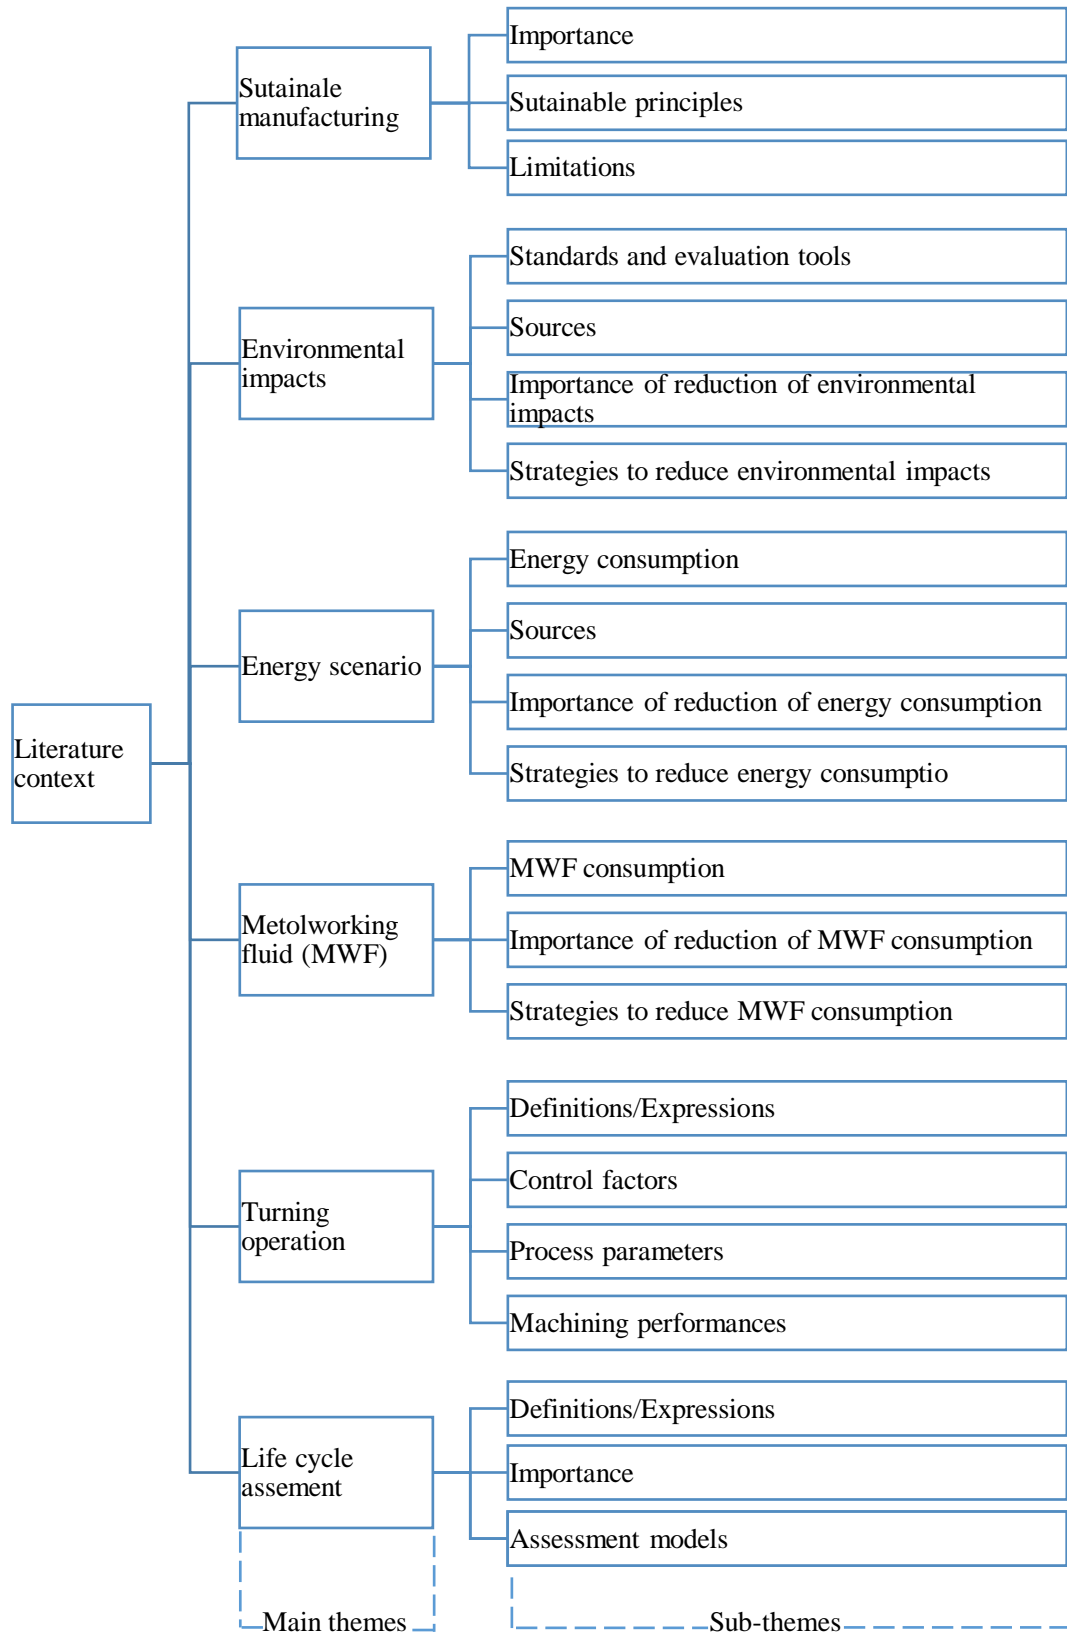 Literature
context
Sutainale
manufacturing
Importance
Sutainable principles
Limitations
Environmental
impacts
Standards and evaluation tools
Sources
Importance of reduction of environmental
impacts
Strategies to reduce environmental impacts
Energy scenario
Energy consumption
Sources
Importance of reduction of energy consumption
Strategies to reduce energy consumptio
Metolworking
fluid (MWF)
MWF consumption
Importance of reduction of MWF consumption
Strategies to reduce MWF consumption
Turning
operation
Definitions/Expressions
Control factors
Process parameters
Machining performances
Life cycle
assement
Definitions/Expressions
Importance
Assessment models
Main themes
Sub-themes